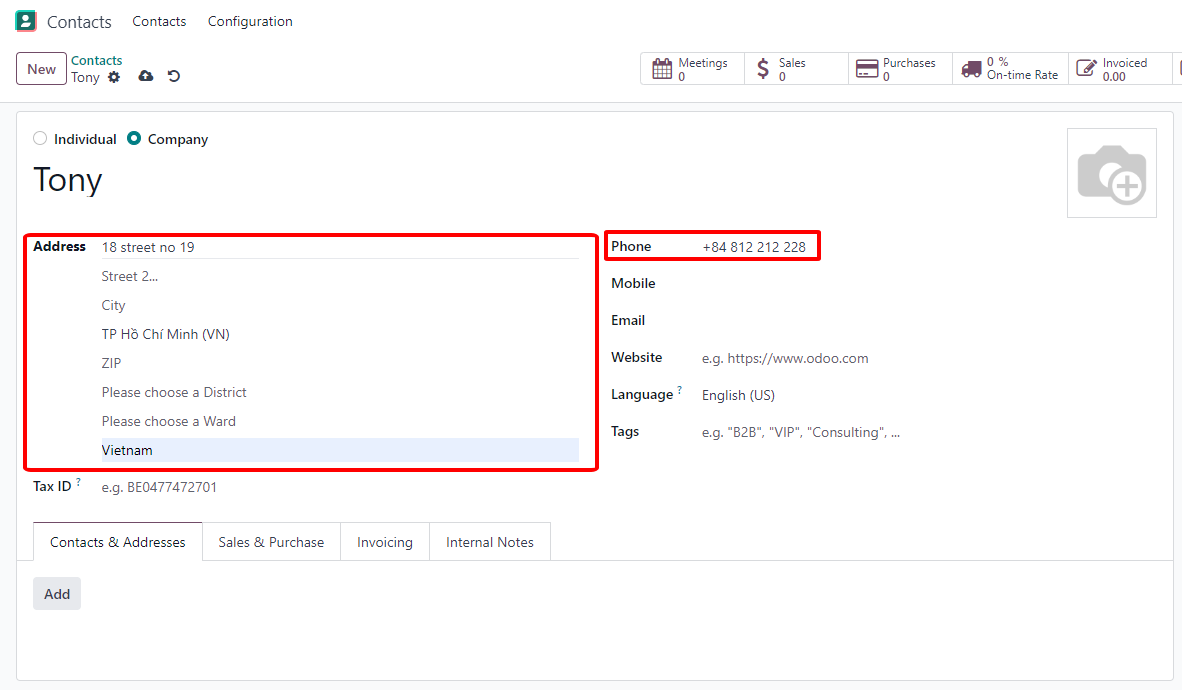 Contacts Contacts Configuration
New
Contacts
Tony
Meetings
0
Sales
0
Purchases
0
0 %
On-time Rate
Invoiced
0.00
Individual Company
Tony
Address 18 street no 19
Street 2...
City
TP Hồ Chí Minh (VN)
ZIP
Please choose a District
Please choose a Ward
Vietnam
Tax ID ? e.g. BE0477472701
Phone +84 812 212 228
Mobile
Email
Website e.g. https://www.odoo.com
Language ? English (US)
Tags e.g. "B2B", "VIP", "Consulting", ...
Contacts & Addresses Sales & Purchase Invoicing Internal Notes
Add